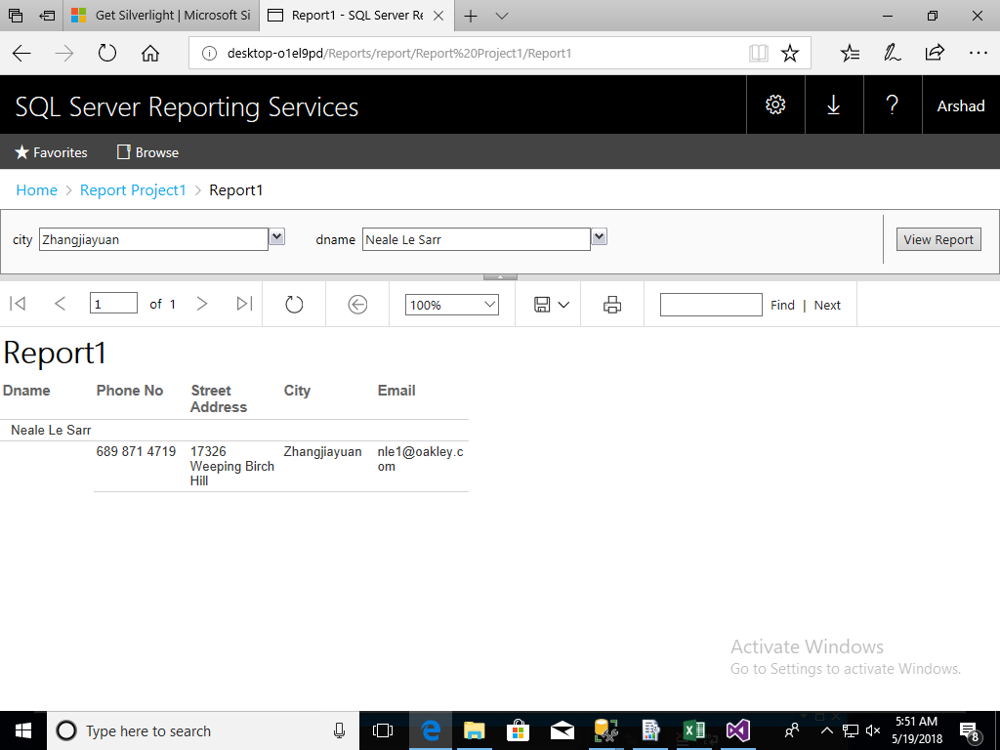 Get Silverlight | Microsoft Si
Report1 - SQL Server Re
desktop-o1el9pd/Reports/report/Report%20Project1/Report1
SQL Server Reporting Services
? Arshad
Favorites Browse
Home > Report Project1 > Report1
city Zhangjiayuan dname Neale Le Sarr View Report
1 of 1 100% Find | Next
Report1
Dname Phone No Street City Email
Address
Neale Le Sarr
689 871 4719 17326 Zhangjiayuan nle1@oakley.c
Weeping Birch om
Hill
Activate Windows
Go to Settings to activate Windows.
Type here to search
5:51 AM
5/19/2018
8